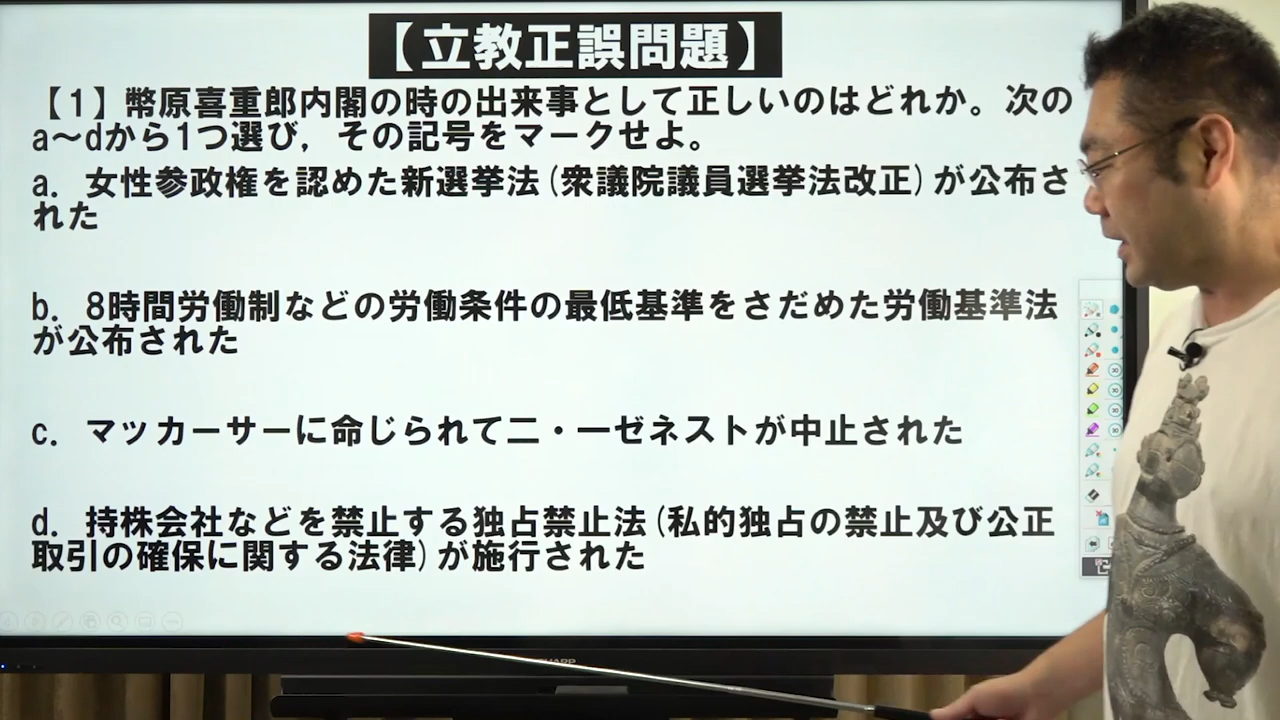 【立教正誤問題】
【1】幣原喜重郎内閣の時の出来事として正しいのはどれか。次の
a～dから1つ選び，その記号をマークせよ。
a. 女性参政権を認めた新選挙法(衆議院議員選挙法改正)が公布さ
れた
b. 8時間労働制などの労働条件の最低基準をさだめた労働基準法
が公布された
c. マッカーサーに命じられて二・一ゼネストが中止された
d. 持株会社などを禁止する独占禁止法(私的独占の禁止及び公正
取引の確保に関する法律)が施行された